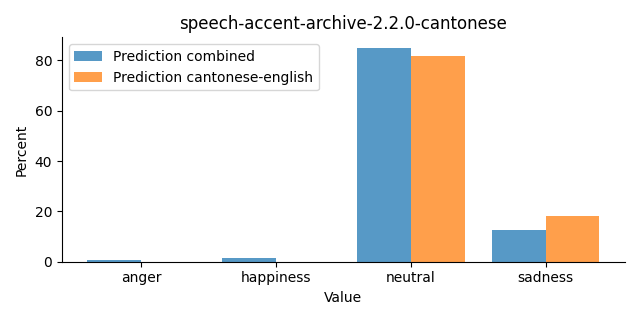 speech-accent-archive-2.2.0-cantonese
Prediction combined
Prediction cantonese-english
80
60
40
20
0
Percent
anger happiness neutral sadness
Value